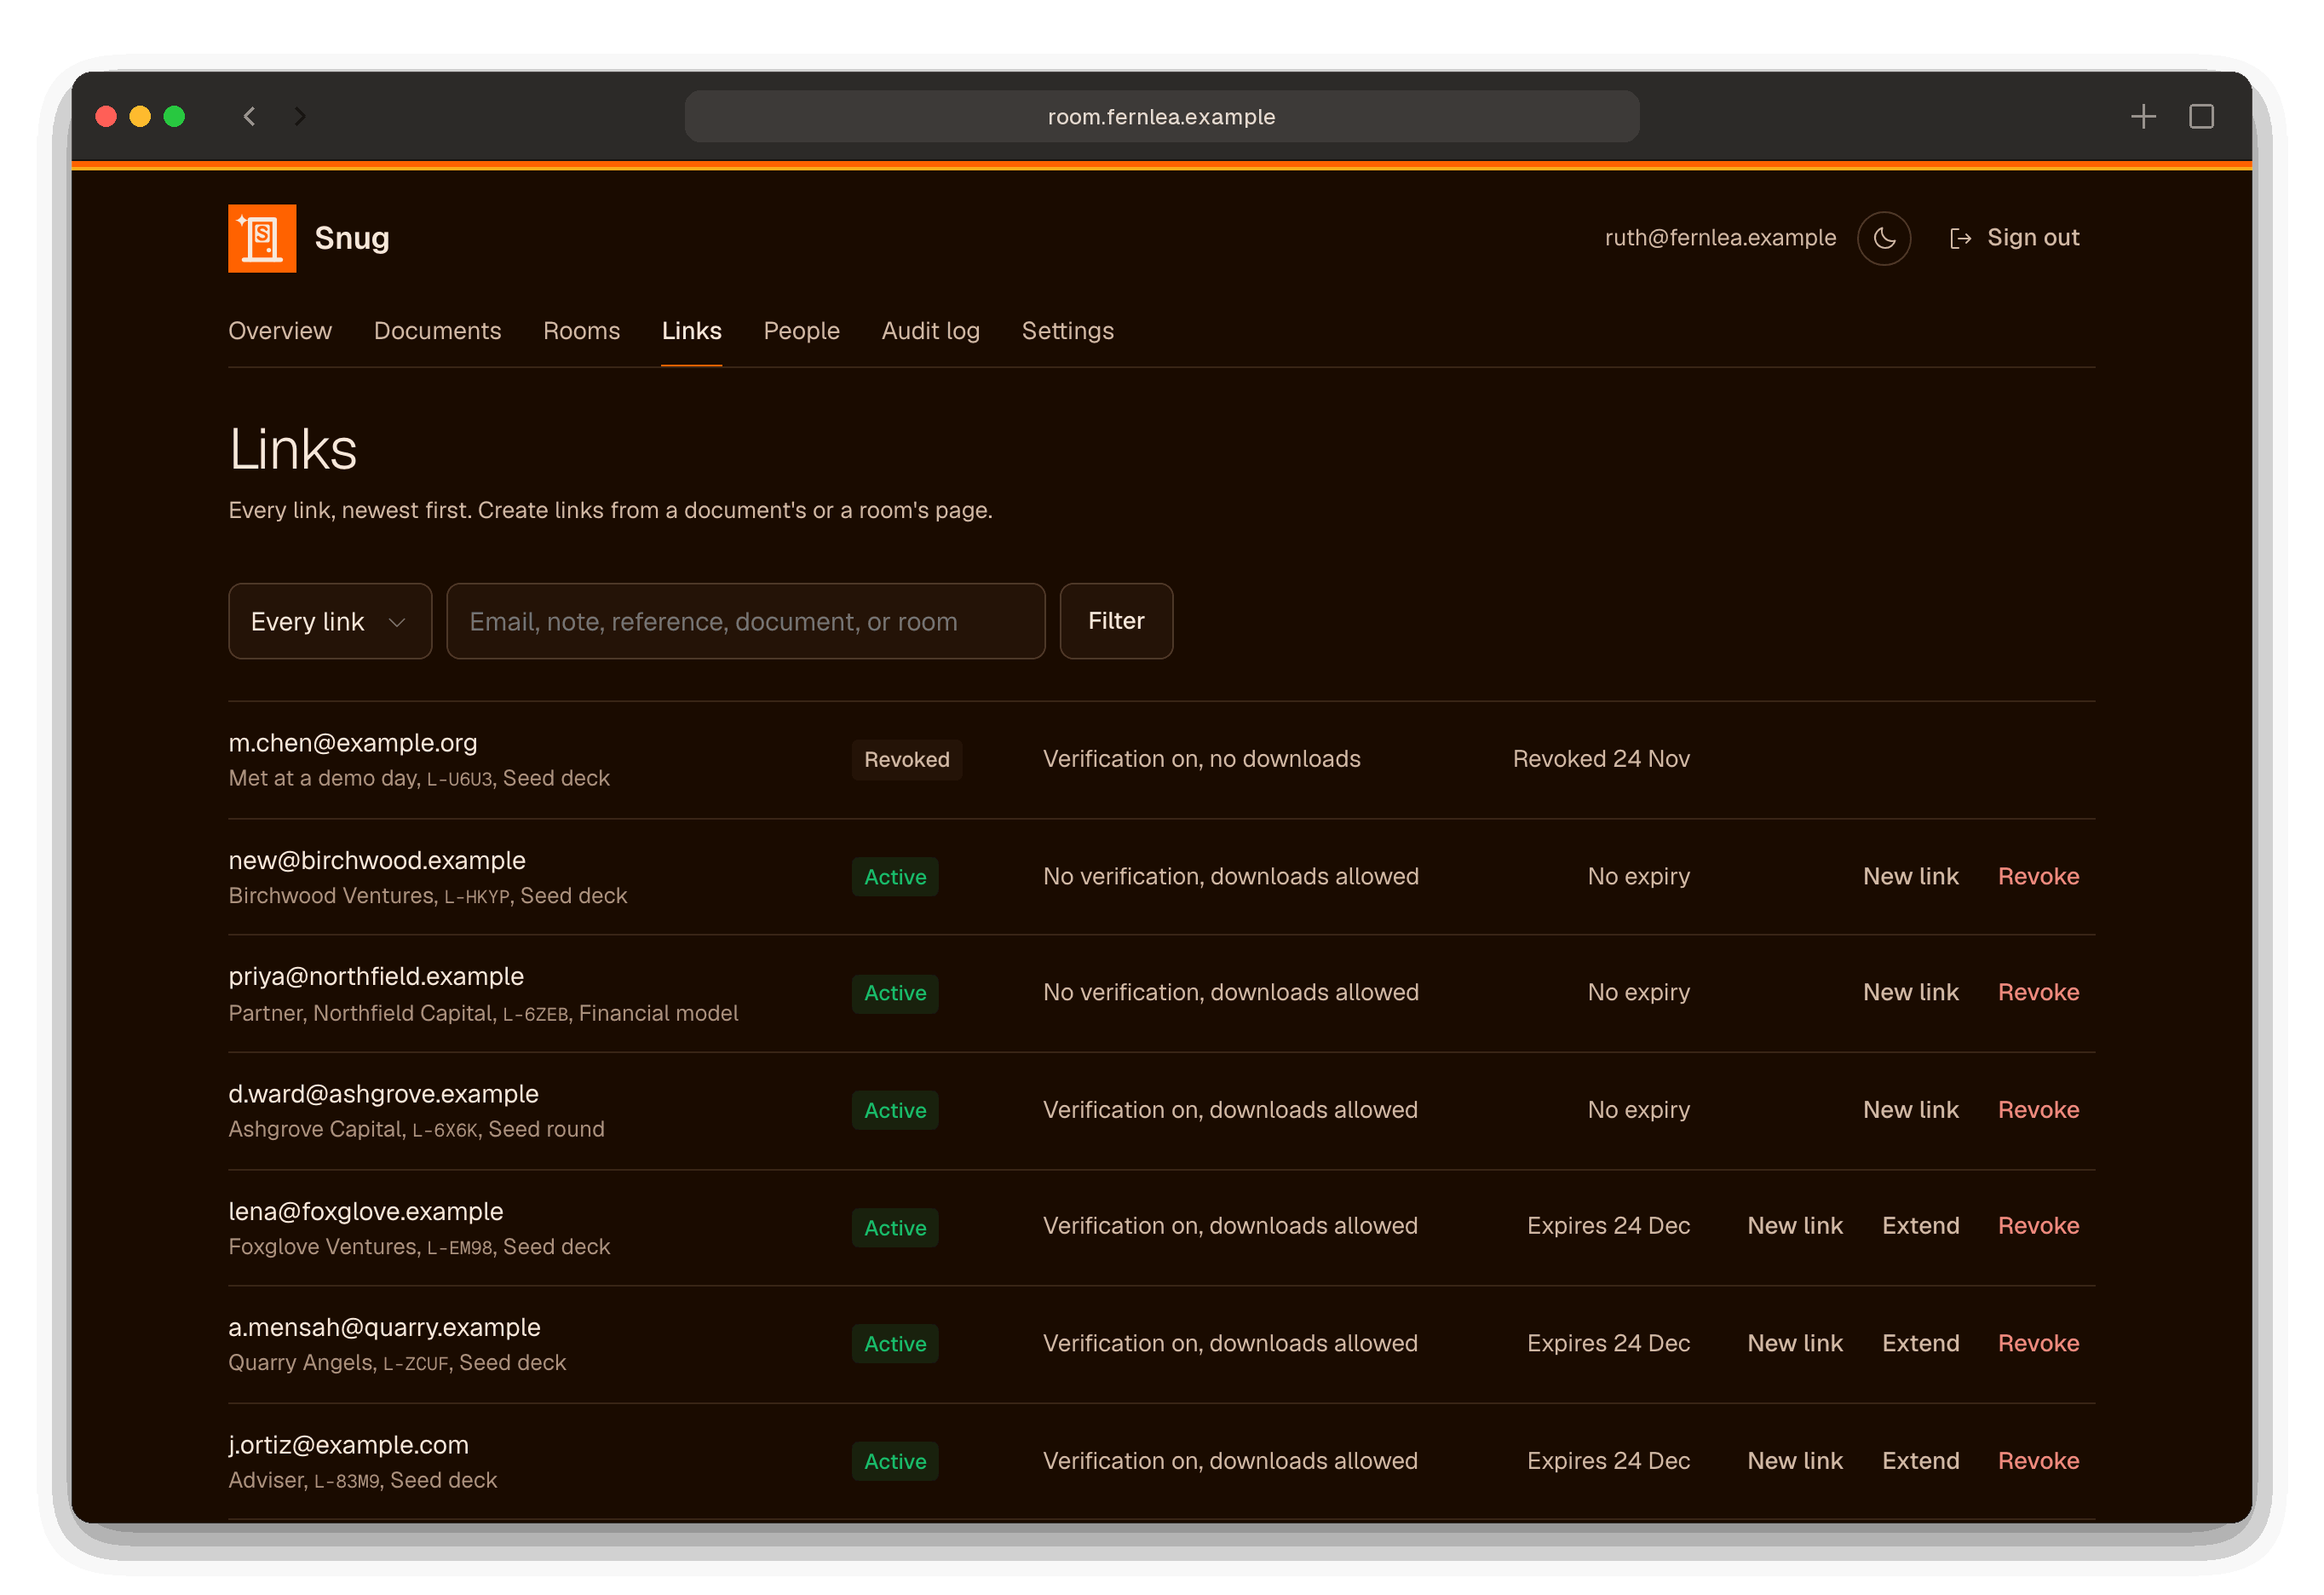 room.fernlea.example
S
Snug
ruth@fernlea.example
Sign out
Overview Documents Rooms Links People Audit log Settings
Links
Every link, newest first. Create links from a document's or a room's page.
Every link Email, note, reference, document, or room Filter
m.chen@example.org
Met at a demo day, L-U6U3, Seed deck
Revoked Verification on, no downloads Revoked 24 Nov
new@birchwood.example
Birchwood Ventures, L-HKYP, Seed deck
Active No verification, downloads allowed No expiry New link Revoke
priya@northfield.example
Partner, Northfield Capital, L-6ZEB, Financial model
Active No verification, downloads allowed No expiry New link Revoke
d.ward@ashgrove.example
Ashgrove Capital, L-6X6K, Seed round
Active Verification on, downloads allowed No expiry New link Revoke
lena@foxglove.example
Foxglove Ventures, L-EM98, Seed deck
Active Verification on, downloads allowed Expires 24 Dec New link Extend Revoke
a.mensah@quarry.example
Quarry Angels, L-ZCUF, Seed deck
Active Verification on, downloads allowed Expires 24 Dec New link Extend Revoke
j.ortiz@example.com
Adviser, L-83M9, Seed deck
Active Verification on, downloads allowed Expires 24 Dec New link Extend Revoke